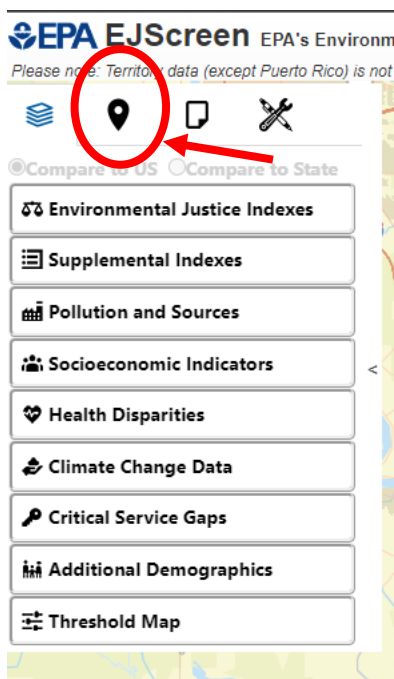 EPA EJScreen EPA's Environm
Please note: Territory data (except Puerto Rico) is not
Compare to US Compare to State
Environmental Justice Indexes
Supplemental Indexes
Pollution and Sources
Socioeconomic Indicators
<
Health Disparities
Climate Change Data
Critical Service Gaps
Additional Demographics
Threshold Map